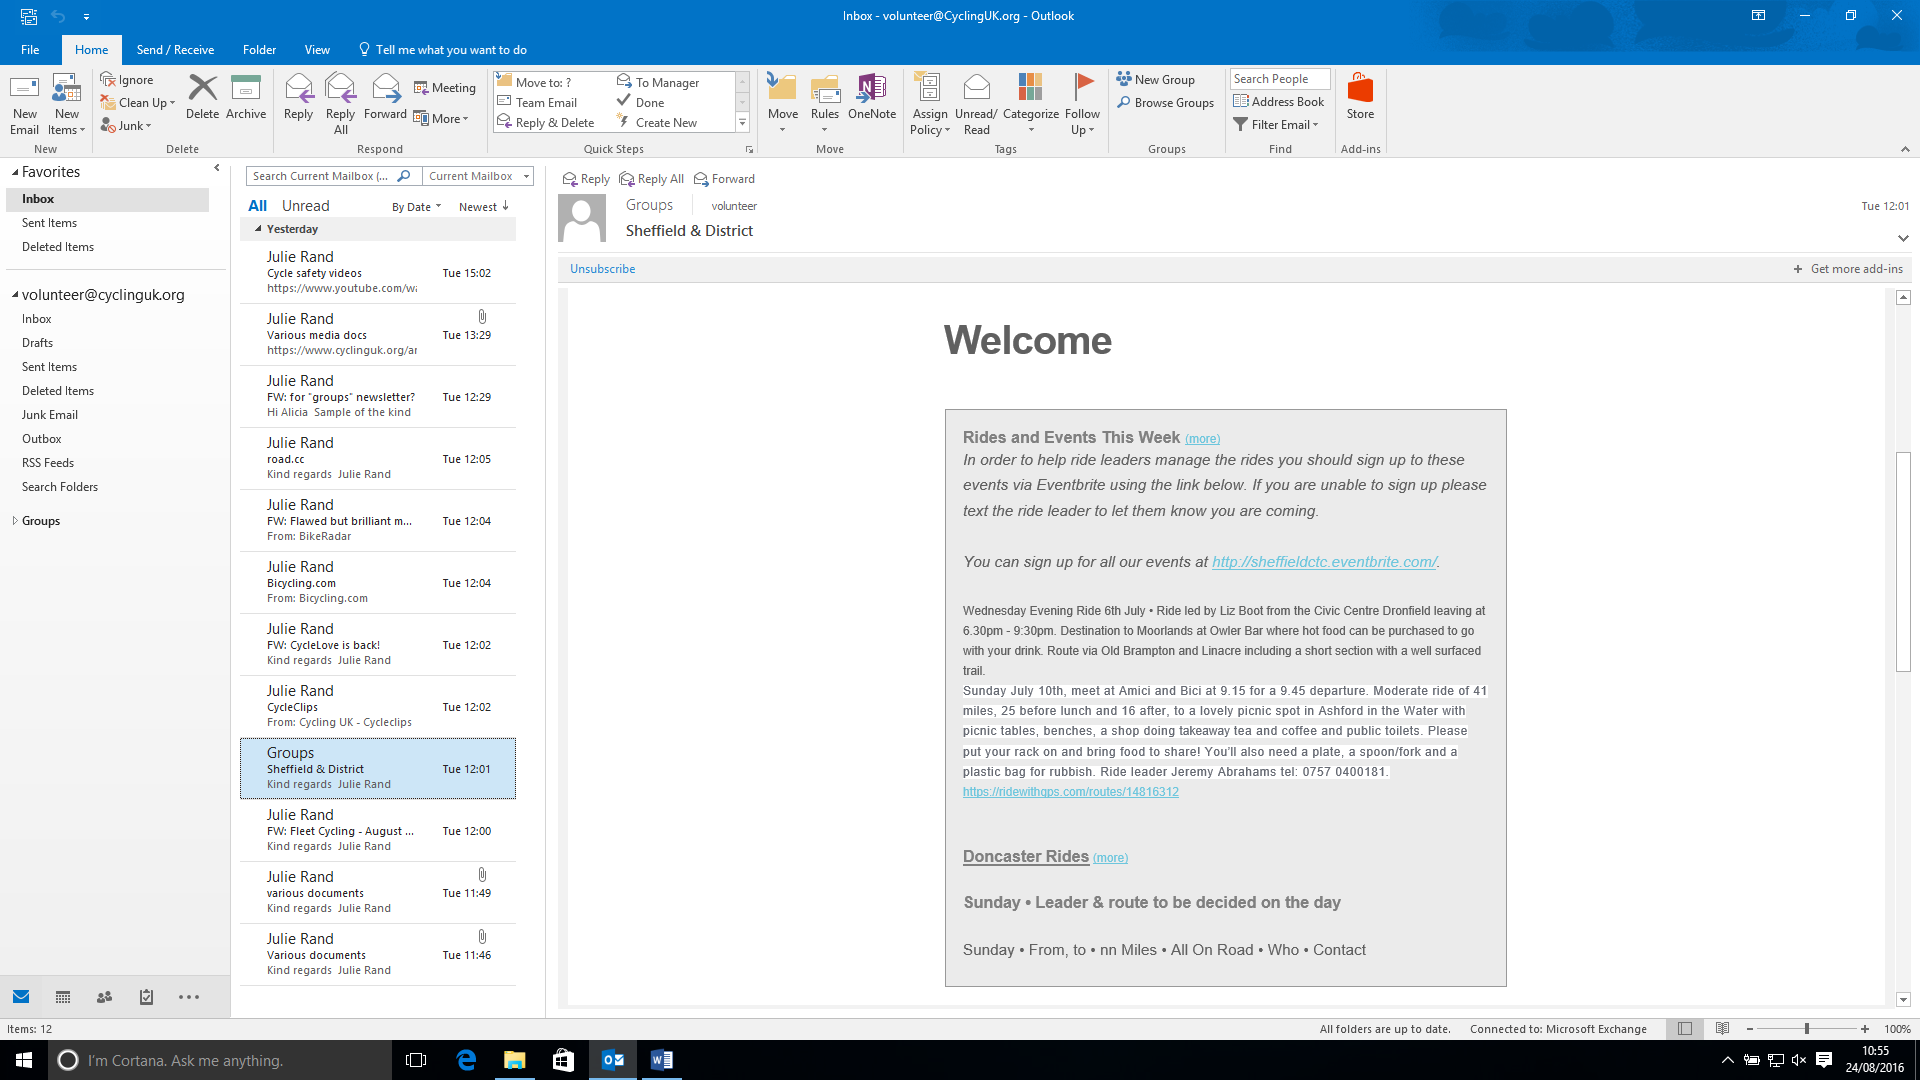 Inbox - volunteer@CyclingUK.org - Outlook
File Home Send / Receive Folder View Tell me what you want to do
New Email
New Items
New
Ignore
Clean Up
Junk
Delete
Archive
Delete
Reply
Reply All
Forward
Meeting
More
Respond
Move to: ?
Team Email
Reply & Delete
To Manager
Done
Create New
Quick Steps
Move
Rules
OneNote
Move
Assign Policy
Unread/ Read
Categorize
Follow Up
Tags
New Group
Browse Groups
Groups
Search People
Address Book
Filter Email
Find
Store
Add-ins
Favorites
Inbox
Sent Items
Deleted Items
volunteer@cyclinguk.org
Inbox
Drafts
Sent Items
Deleted Items
Junk Email
Outbox
RSS Feeds
Search Folders
Groups
Search Current Mailbox (... Current Mailbox
All Unread By Date Newest
Yesterday
Julie Rand
Cycle safety videos Tue 15:02
https://www.youtube.com/wa
Julie Rand
Various media docs Tue 13:29
https://www.cyclinguk.org/ar
Julie Rand
FW: for "groups" newsletter? Tue 12:29
Hi Alicia Sample of the kind
Julie Rand
road.cc Tue 12:05
Kind regards Julie Rand
Julie Rand
FW: Flawed but brilliant m... Tue 12:04
From: BikeRadar
Julie Rand
Bicycling.com Tue 12:04
From: Bicycling.com
Julie Rand
FW: CycleLove is back! Tue 12:02
Kind regards Julie Rand
Julie Rand
CycleClips Tue 12:02
From: Cycling UK - Cycleclips
Groups
Sheffield & District Tue 12:01
Kind regards Julie Rand
Julie Rand
FW: Fleet Cycling - August ... Tue 12:00
Kind regards Julie Rand
Julie Rand
various documents Tue 11:49
Kind regards Julie Rand
Julie Rand
Various documents Tue 11:46
Kind regards Julie Rand
Reply Reply All Forward
Groups volunteer Tue 12:01
Sheffield & District
Unsubscribe + Get more add-ins
Welcome
Rides and Events This Week (more)
In order to help ride leaders manage the rides you should sign up to these
events via Eventbrite using the link below. If you are unable to sign up please
text the ride leader to let them know you are coming.
You can sign up for all our events at http://sheffieldctc.eventbrite.com/.
Wednesday Evening Ride 6th July • Ride led by Liz Boot from the Civic Centre Dronfield leaving at
6.30pm - 9:30pm. Destination to Moorlands at Owler Bar where hot food can be purchased to go
with your drink. Route via Old Brampton and Linacre including a short section with a well surfaced
trail.
Sunday July 10th, meet at Amici and Bici at 9.15 for a 9.45 departure. Moderate ride of 41
miles, 25 before lunch and 16 after, to a lovely picnic spot in Ashford in the Water with
picnic tables, benches, a shop doing takeaway tea and coffee and public toilets. Please
put your rack on and bring food to share! You'll also need a plate, a spoon/fork and a
plastic bag for rubbish. Ride leader Jeremy Abrahams tel: 0757 0400181.
https://ridewithgps.com/routes/14816312
Doncaster Rides (more)
Sunday • Leader & route to be decided on the day
Sunday • From, to • nn Miles • All On Road • Who • Contact
Items: 12 All folders are up to date. Connected to: Microsoft Exchange 100%
I'm Cortana. Ask me anything.
10:55
24/08/2016